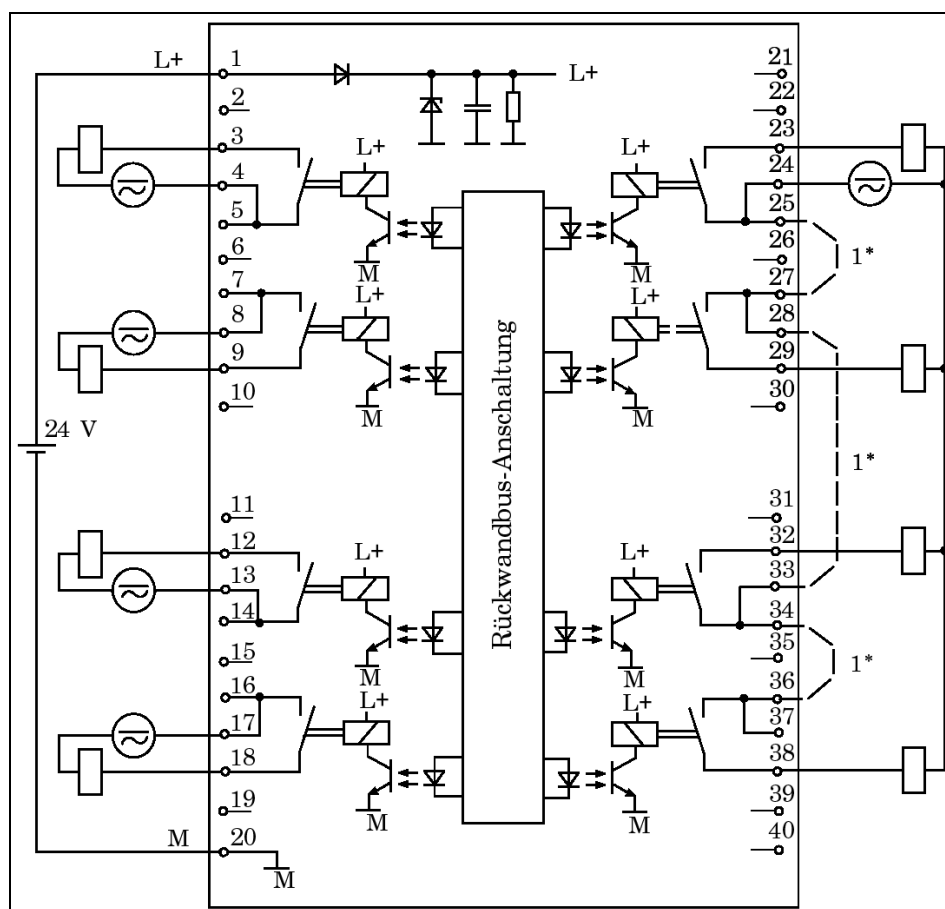 L+ 1 L+ 21
2 22
3 23
4 L+ L+ 24
5 25
6 M M 26 1*
7 L+ L+ 27
8 28
9 29
10 M M 30
24 V
Rückwandbus-Anschaltung
1*
11 31
12 L+ L+ 32
13 33
14 34
15 M M 35 1*
16 L+ L+ 36
17 37
18 38
19 M M 39
M 20 M 40